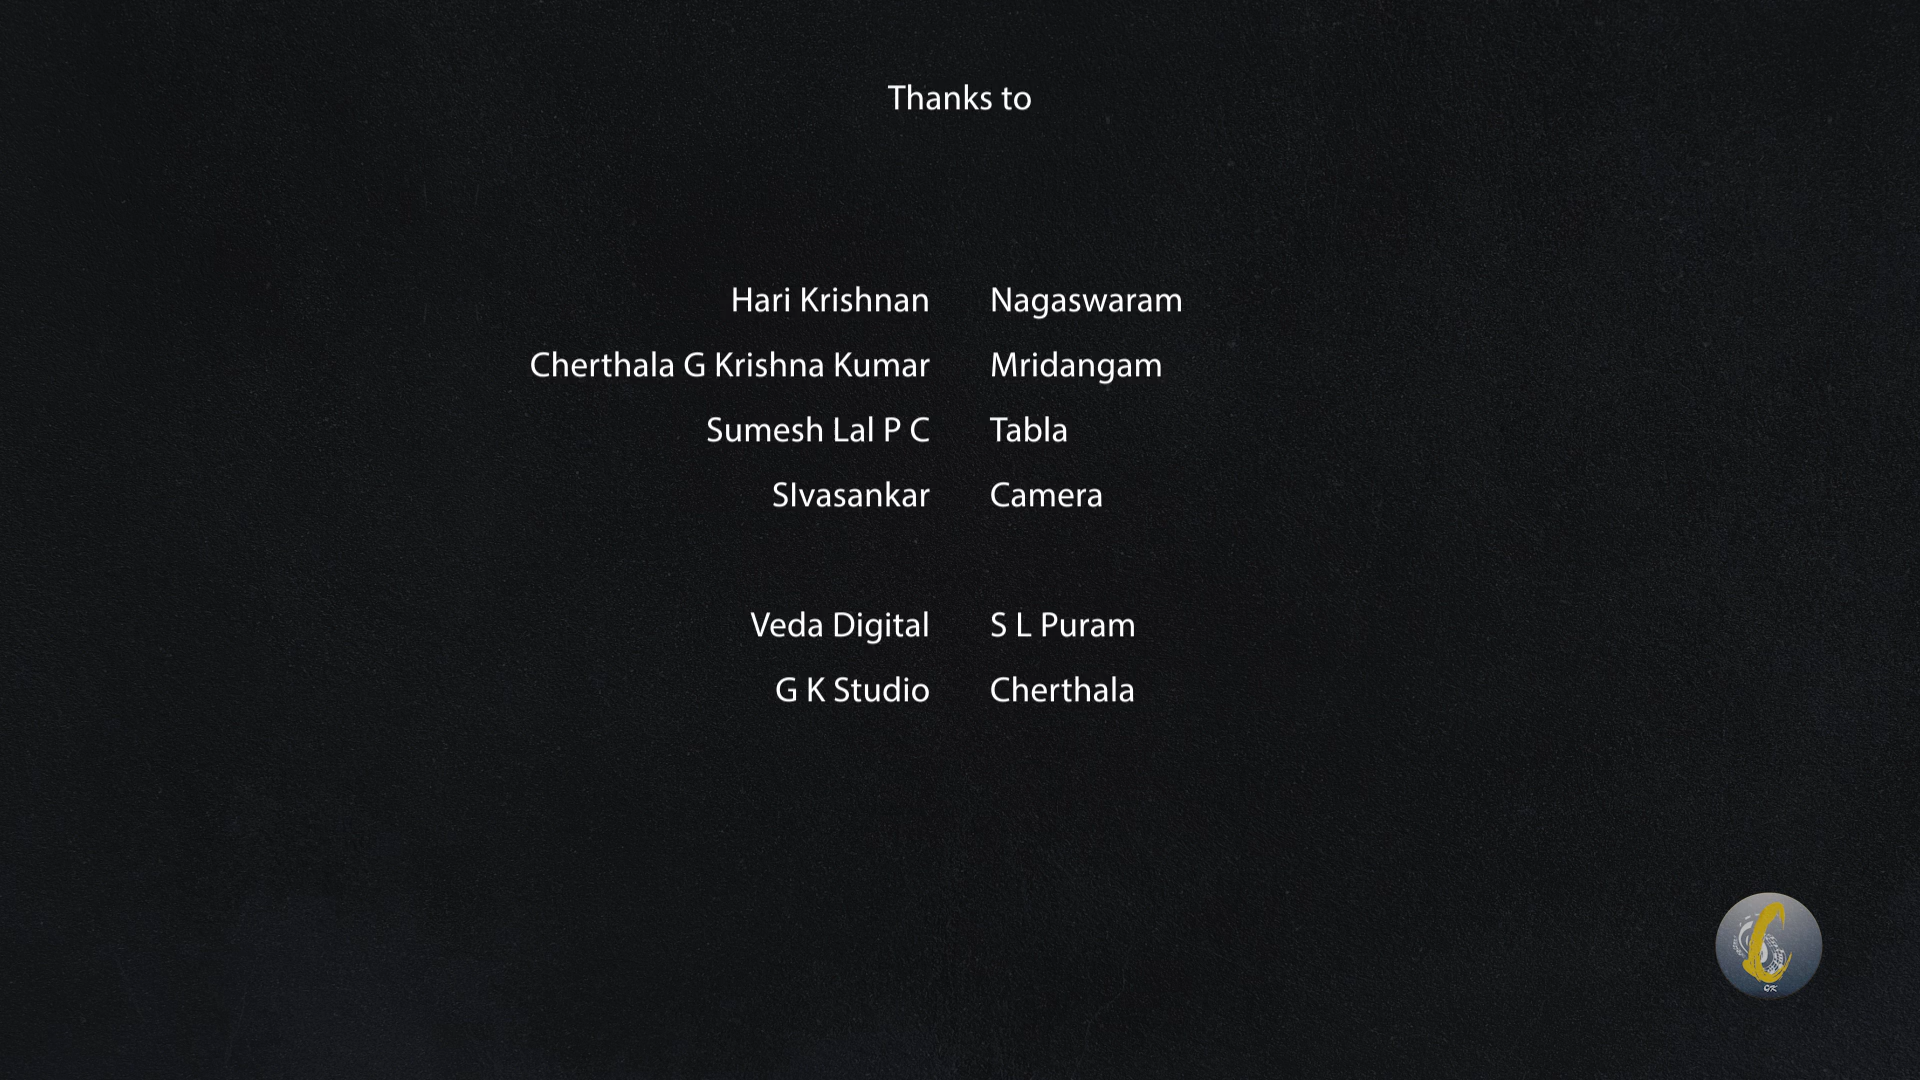 Thanks to
Hari Krishnan Nagaswaram
Cherthala G Krishna Kumar Mridangam
Sumesh Lal P C Tabla
SIvasankar Camera
Veda Digital S L Puram
G K Studio Cherthala
GK